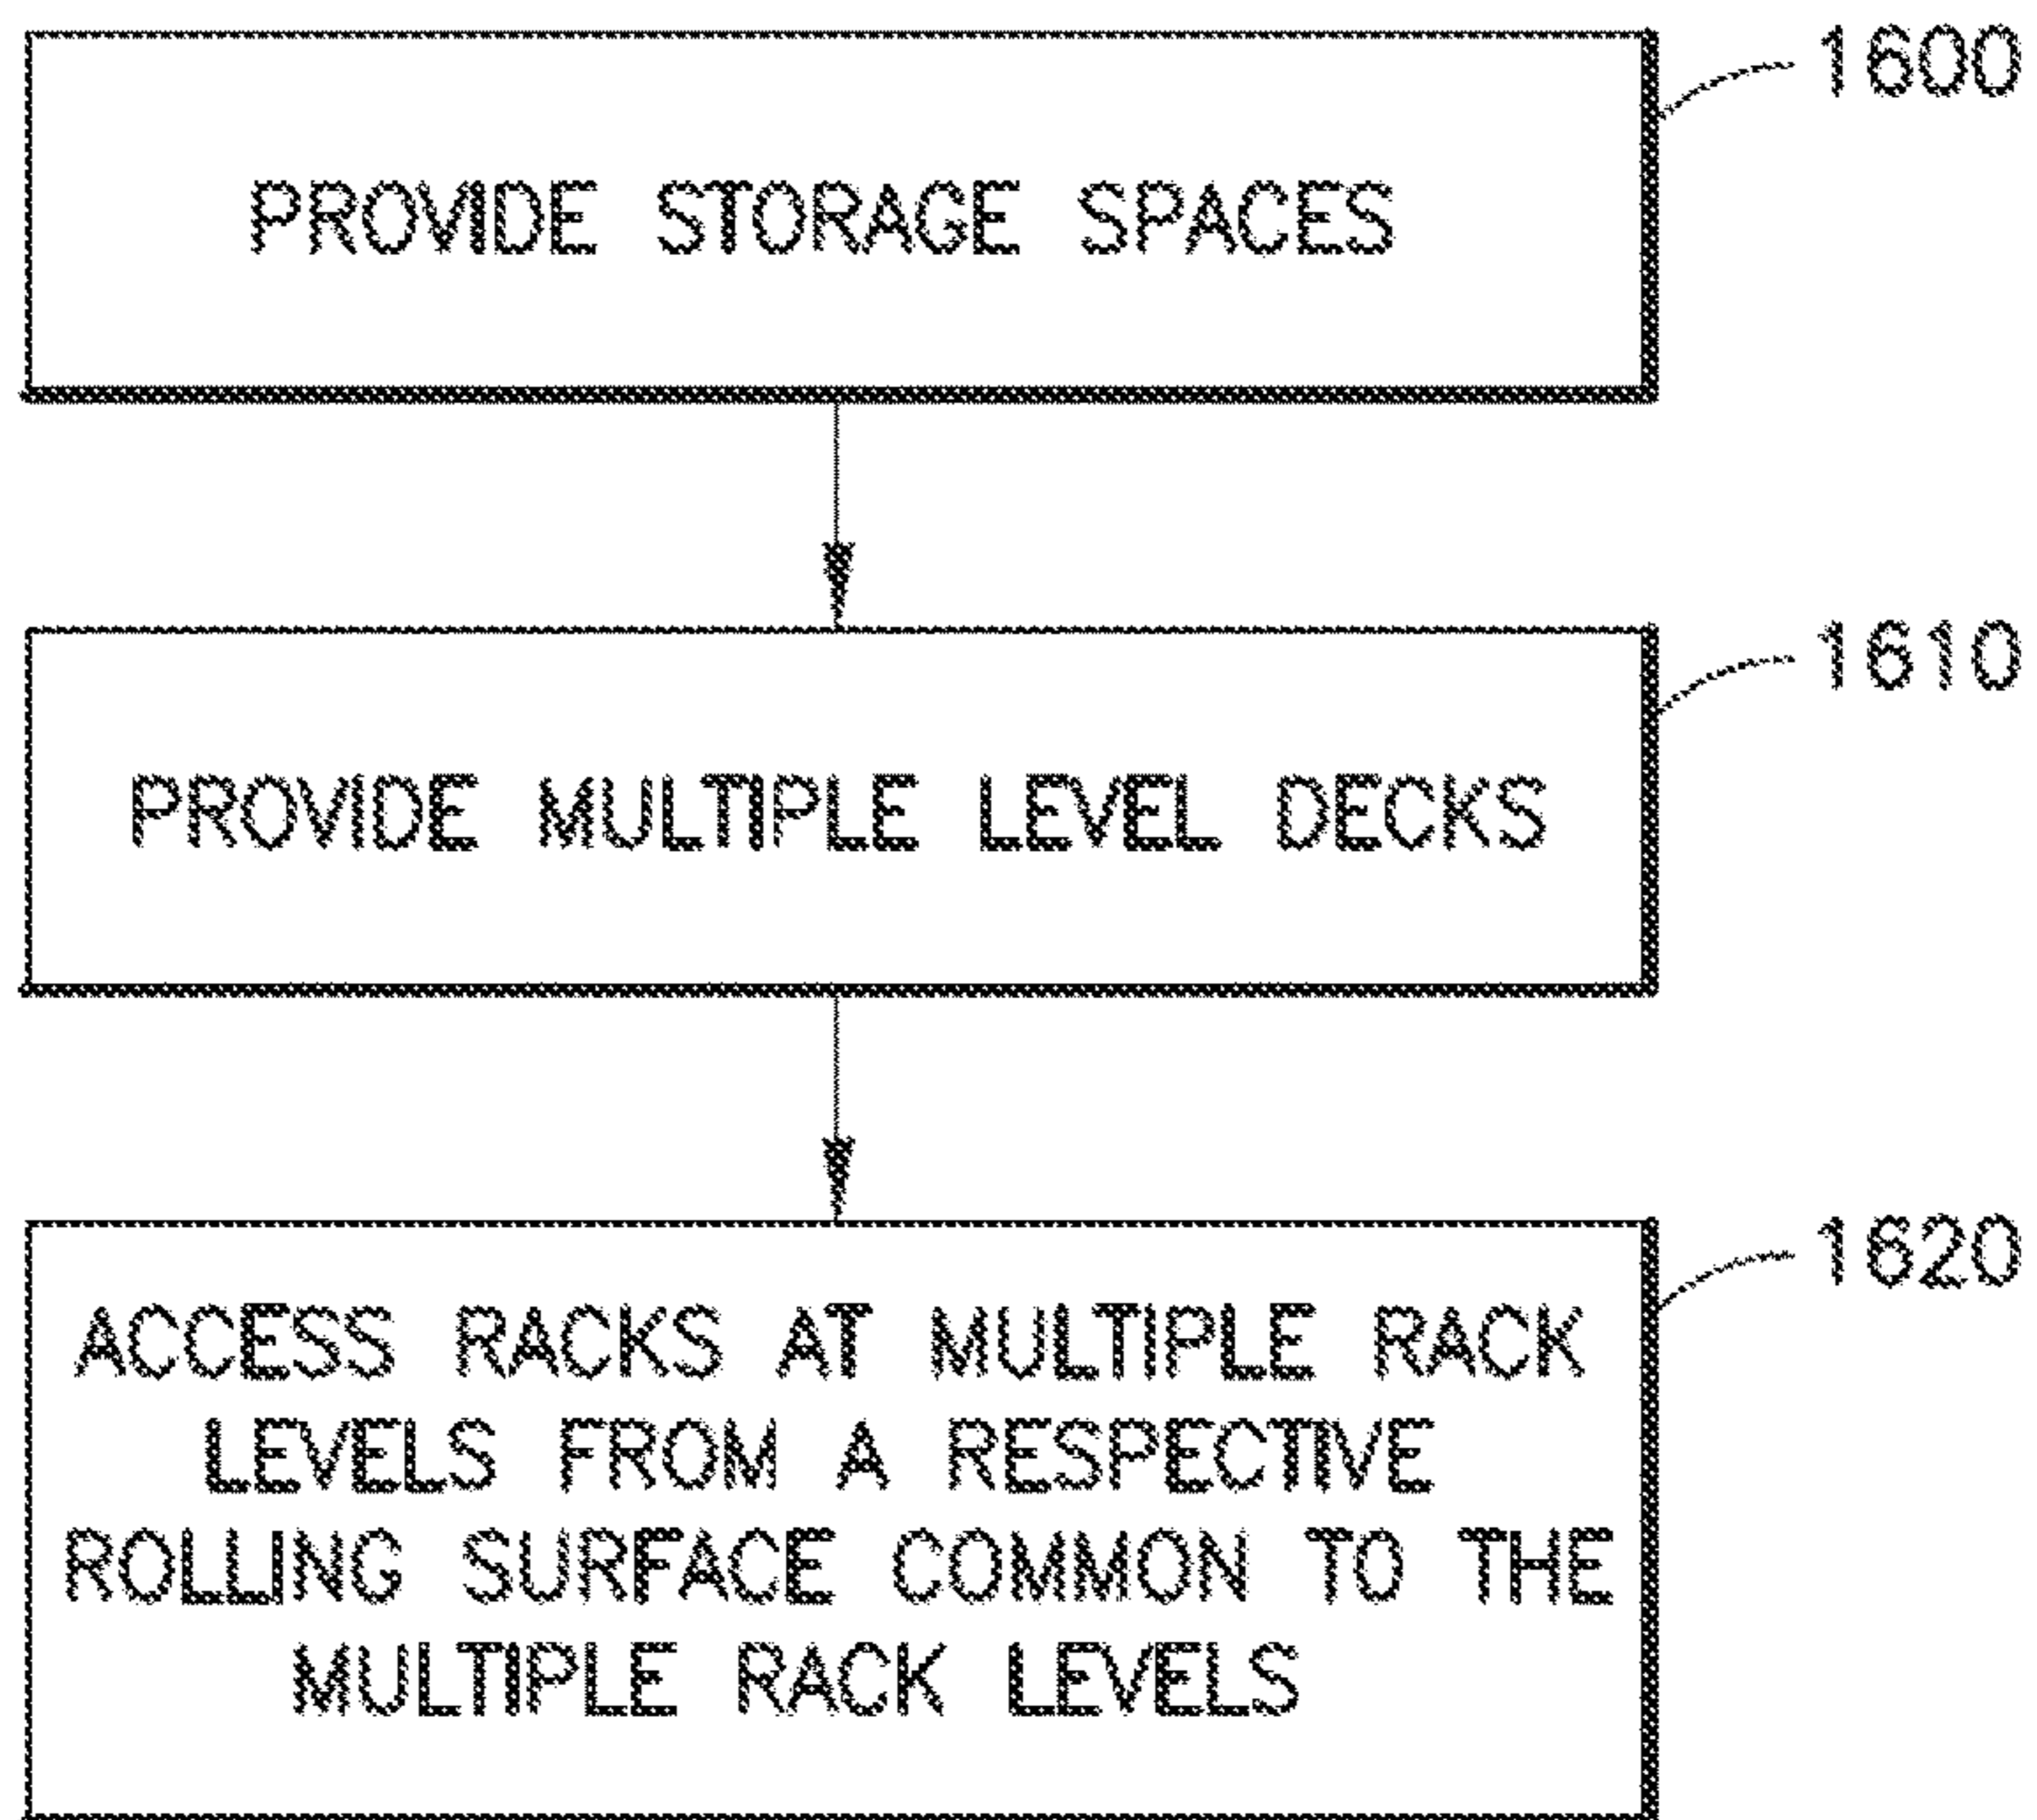 1600
PROVIDE STORAGE SPACES
1610
PROVIDE MULTIPLE LEVEL DECKS
1620
ACCESS RACKS AT MULTIPLE RACK
LEVELS FROM A RESPECTIVE
ROLLING SURFACE COMMON TO THE
MULTIPLE RACK LEVELS